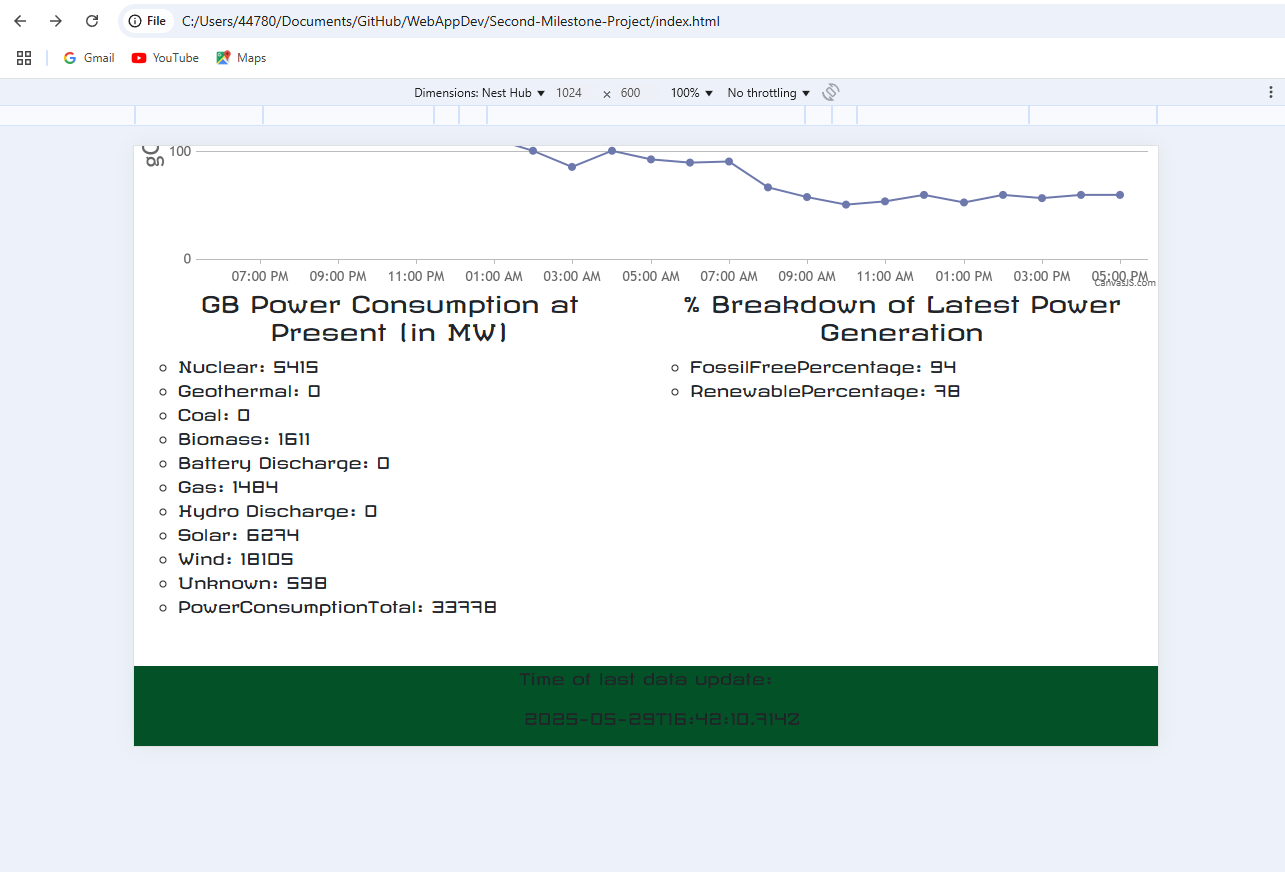 File C:/Users/44780/Documents/GitHub/WebAppDev/Second-Milestone-Project/index.html
Gmail YouTube Maps
Dimensions: Nest Hub ▼ 1024 × 600 100% ▼ No throttling ▼
100
0
07:00 PM 09:00 PM 11:00 PM 01:00 AM 03:00 AM 05:00 AM 07:00 AM 09:00 AM 11:00 AM 01:00 PM 03:00 PM 05:00 PM
CanvasJS.com
GB Power Consumption at
Present (in MW)
Nuclear: 5415
Geothermal: 0
Coal: 0
Biomass: 1611
Battery Discharge: 0
Gas: 1484
Hydro Discharge: 0
Solar: 6274
Wind: 18105
Unknown: 598
PowerConsumptionTotal: 33778
% Breakdown of Latest Power
Generation
FossilFreePercentage: 94
RenewablePercentage: 78
Time of last data update:
2025-05-29T16:42:10.714Z